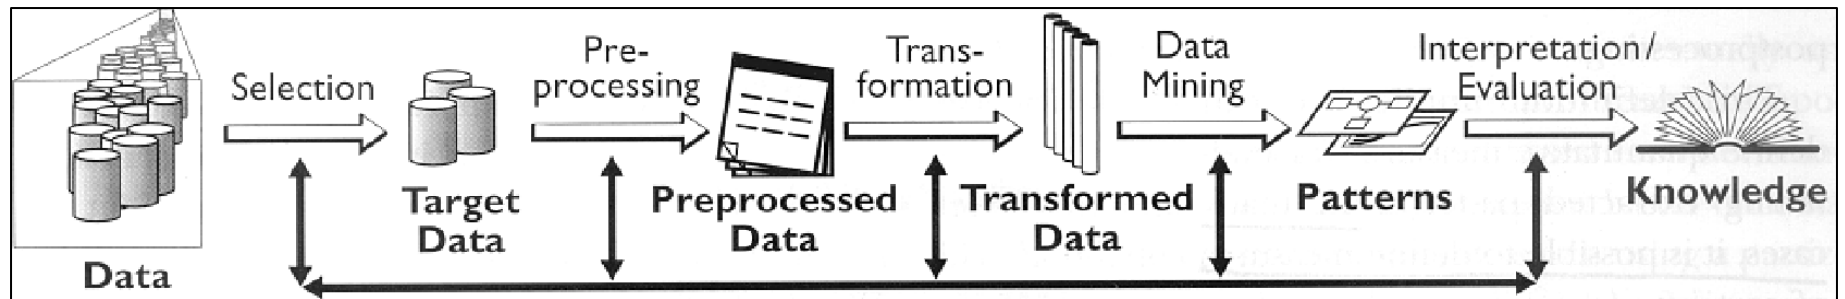 Selection
Pre-
processing
Trans-
formation
Data
Mining
Interpretation/
Evaluation
Data
Target
Data
Preprocessed
Data
Transformed
Data
Patterns
Knowledge